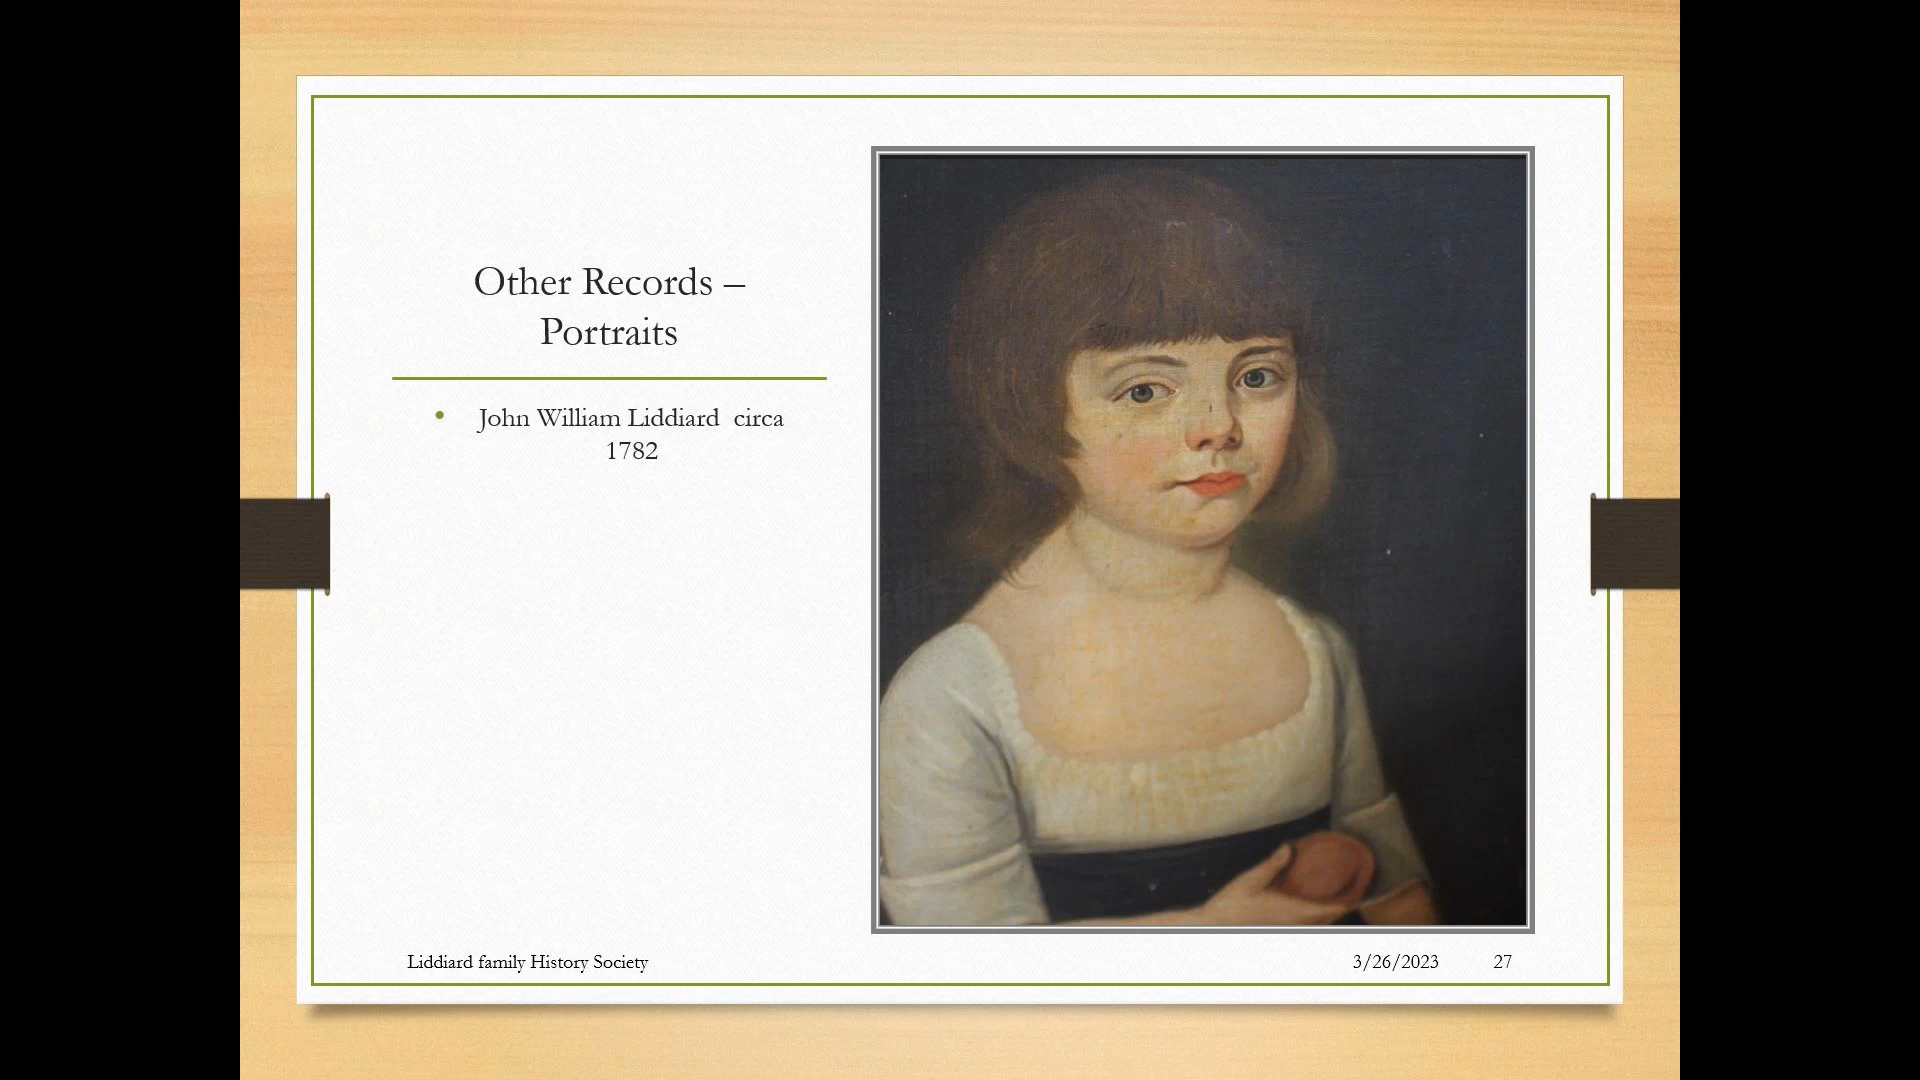 Other Records –
Portraits
• John William Liddiard circa
1782
Liddiard family History Society
3/26/2023
27